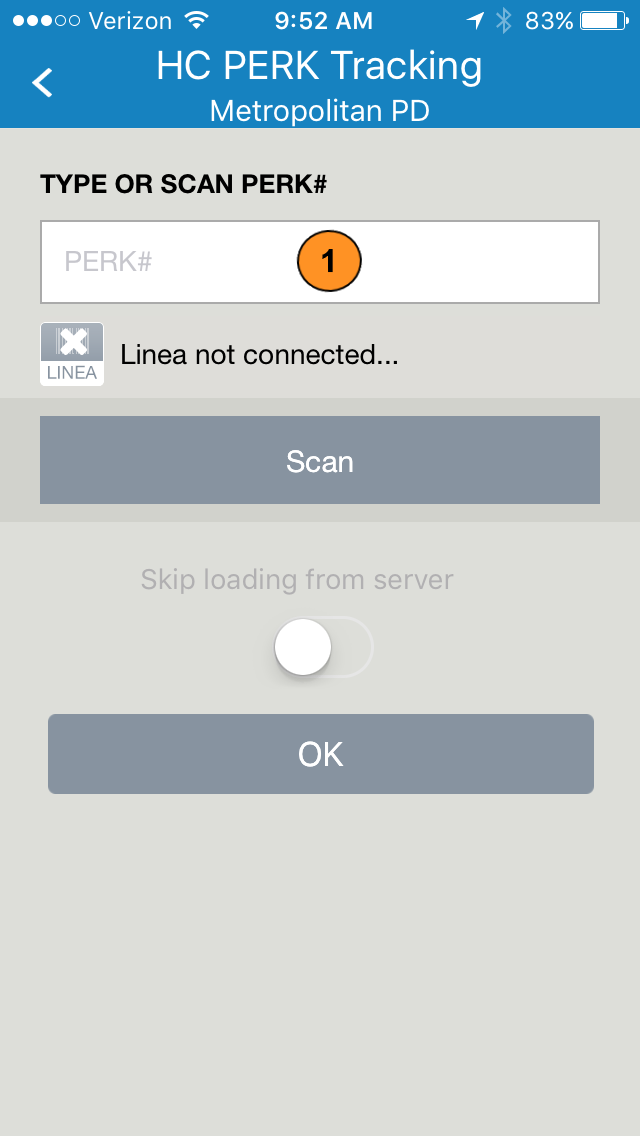 Verizon 9:52 AM 83%
HC PERK Tracking
Metropolitan PD
TYPE OR SCAN PERK#
PERK# 1
LINEA Linea not connected...
Scan
Skip loading from server
OK